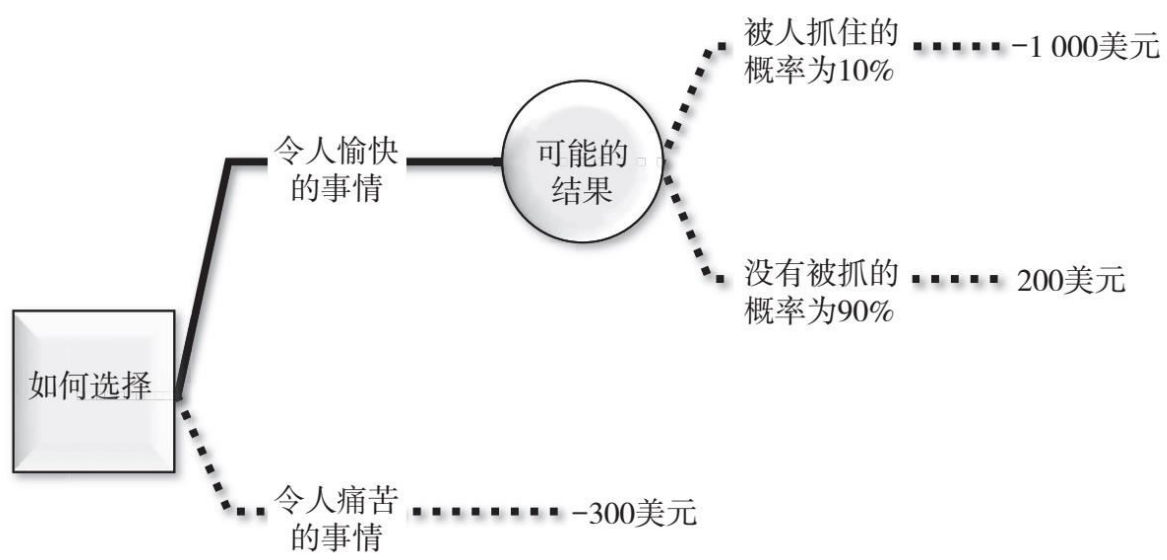 被人抓住的
概率为10%
-1 000美元
令人愉快
的事情
可能的
结果
没有被抓的
概率为90%
200美元
如何选择
令人痛苦
的事情
-300美元